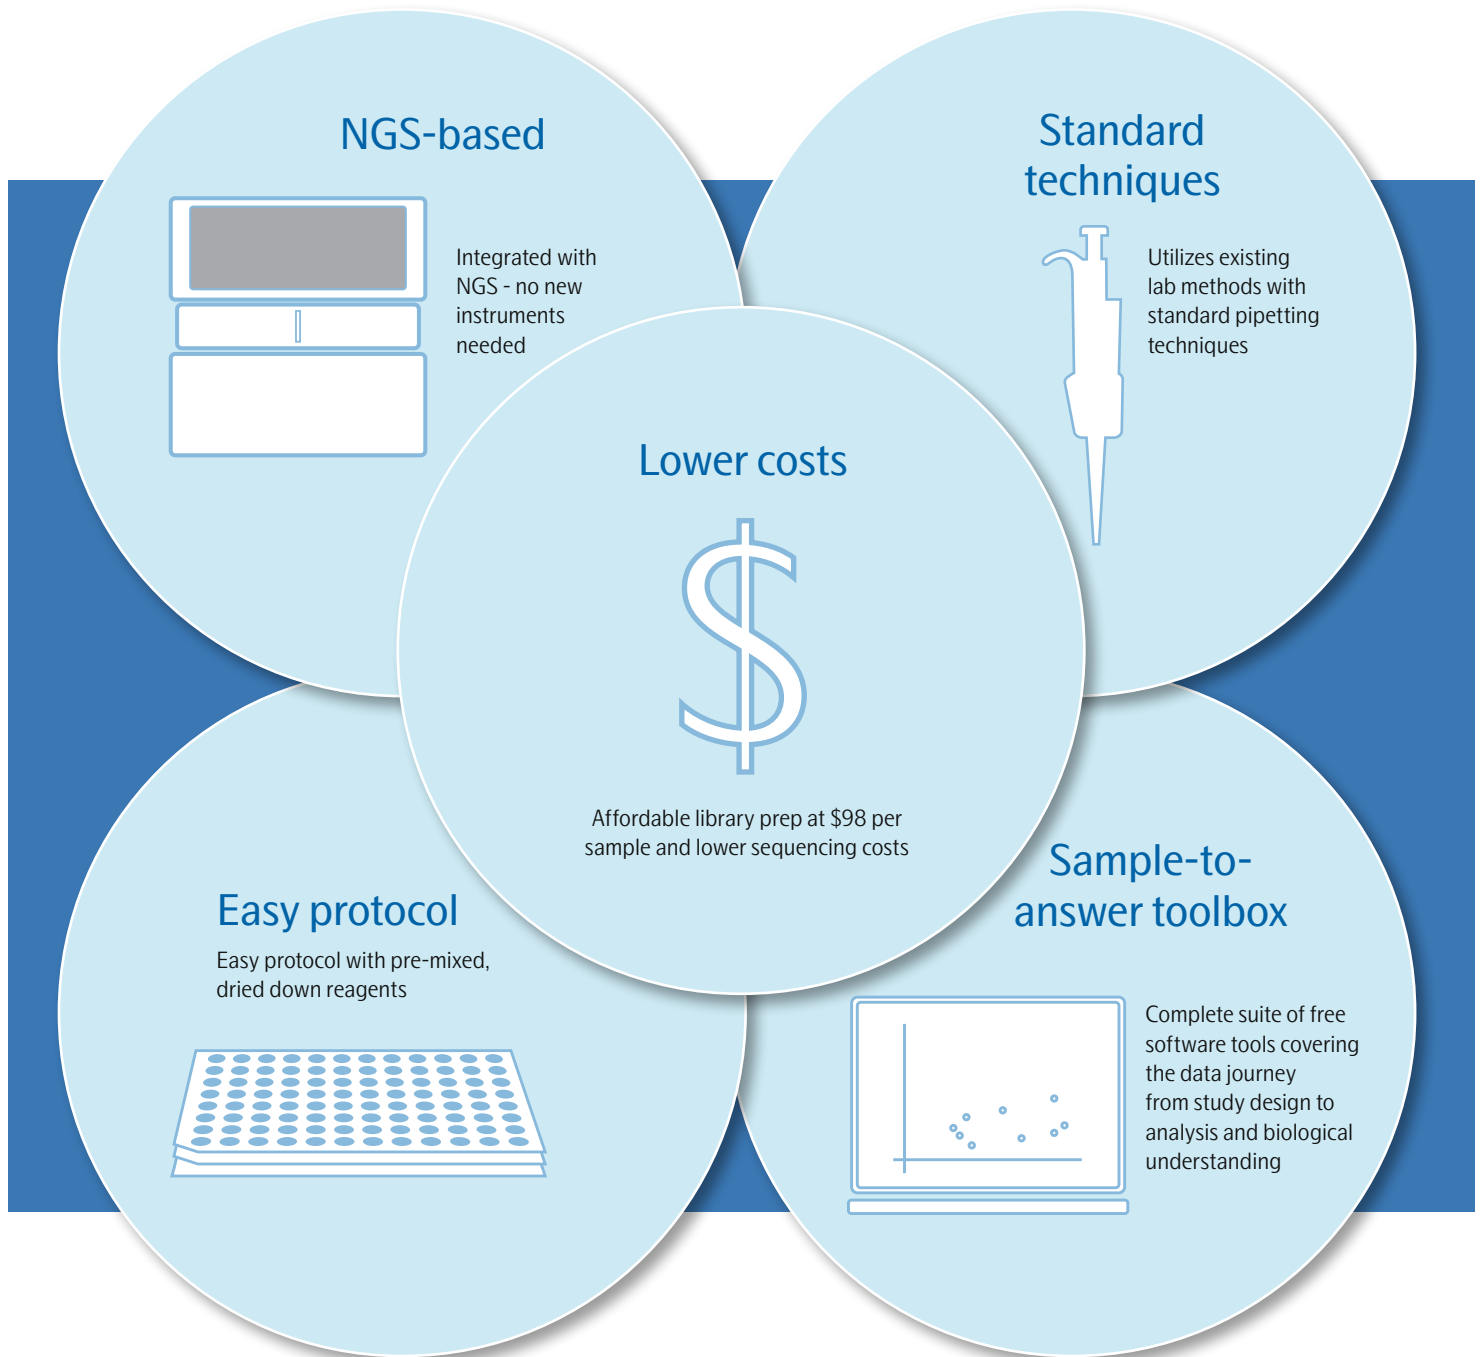 NGS-based
Integrated with
NGS - no new
instruments
needed
Standard
techniques
Utilizes existing
lab methods with
standard pipetting
techniques
Lower costs
$
Affordable library prep at $98 per
sample and lower sequencing costs
Easy protocol
Easy protocol with pre-mixed,
dried down reagents
Sample-to-
answer toolbox
Complete suite of free
software tools covering
the data journey
from study design to
analysis and biological
understanding